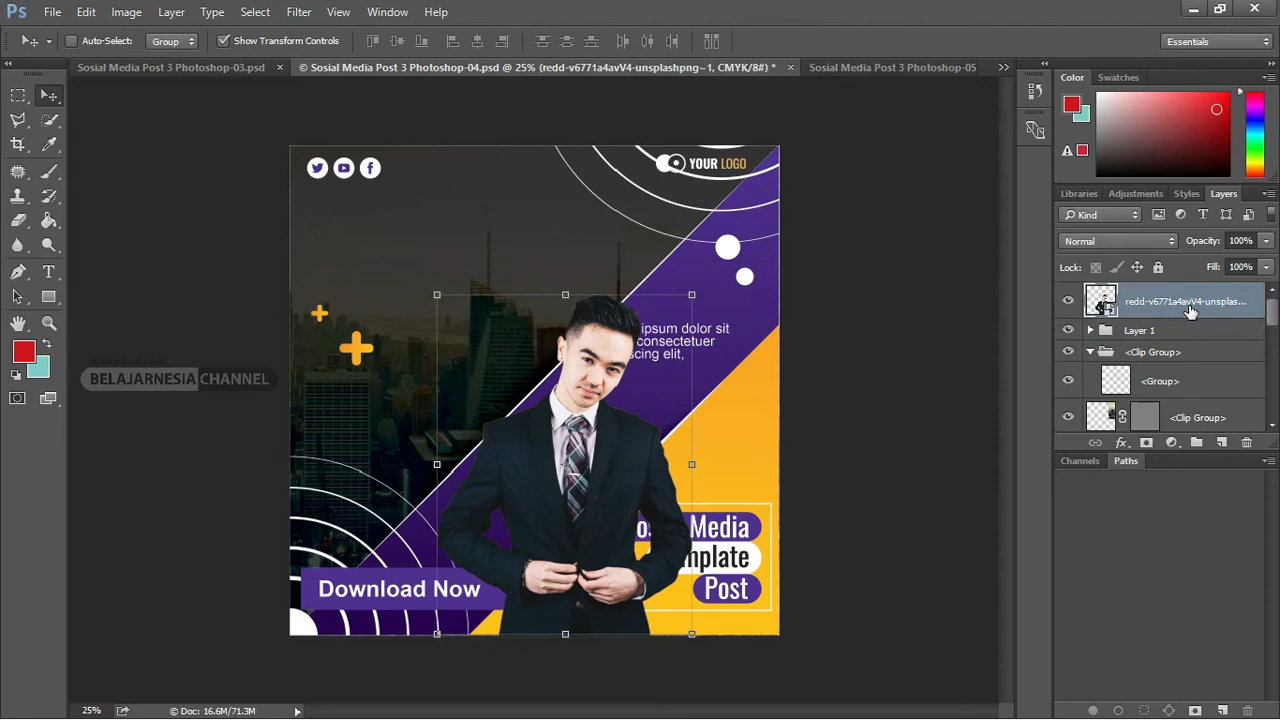 Ps File Edit Image Layer Type Select Filter View Window Help
Auto-Select: Group Show Transform Controls Essentials
Sosial Media Post 3 Photoshop-03.psd × © Sosial Media Post 3 Photoshop-04.psd @ 25% (redd-v6771a4avV4-unsplashpng~1, CMYK/8#) * × Sosial Media Post 3 Photoshop-05
Color Swatches
YOUR LOGO
Libraries Adjustments Styles Layers
Kind
Normal Opacity: 100%
Lock: Fill: 100%
redd-v6771a4avV4-unsplas...
Layer 1
<Clip Group>
<Group>
<Clip Group>
ipsum dolor sit
consectetuer
scing elit,
BELAJARNESIA CHANNEL
Channels Paths
Media
Post
Download Now
25% Doc: 16.6M/71.3M